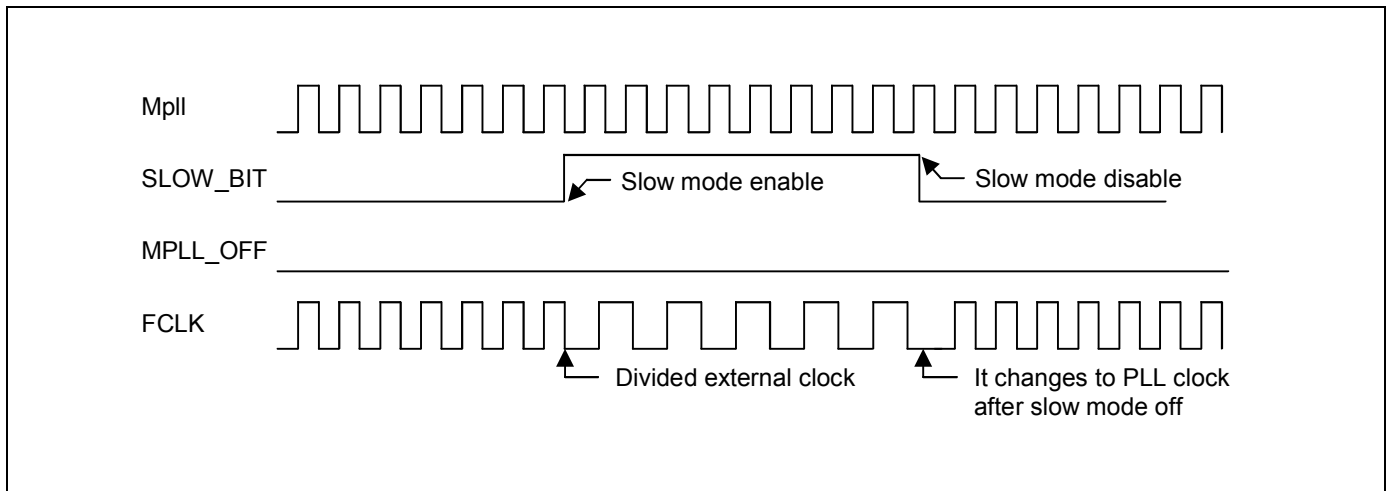 Mpll
SLOW_BIT
Slow mode enable
Slow mode disable
MPLL_OFF
FCLK
Divided external clock
It changes to PLL clock
after slow mode off